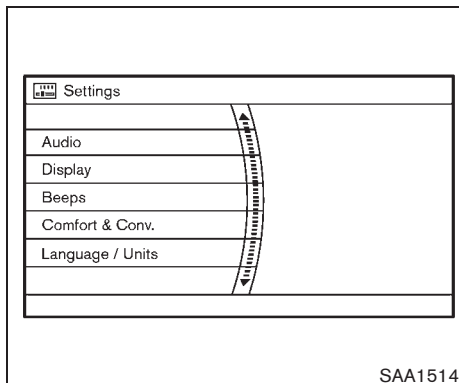 Settings
Audio
Display
Beeps
Comfort & Conv.
Language / Units
SAA1514